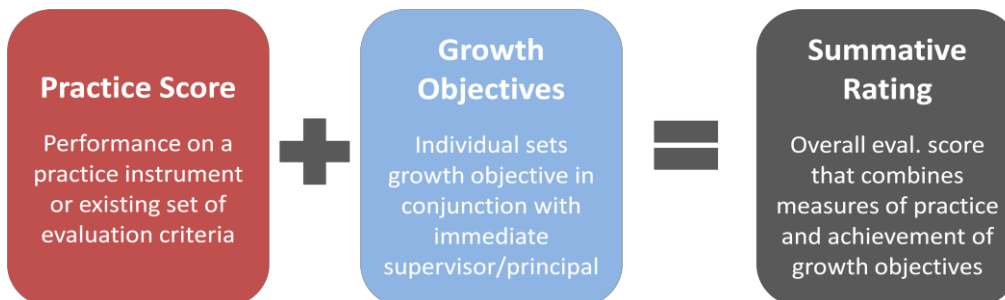 Practice Score
Performance on a
practice instrument
or existing set of
evaluation criteria
Growth
Objectives
Individual sets
growth objective in
conjunction with
immediate
supervisor/principal
Summative
Rating
Overall eval. score
that combines
measures of practice
and achievement of
growth objectives